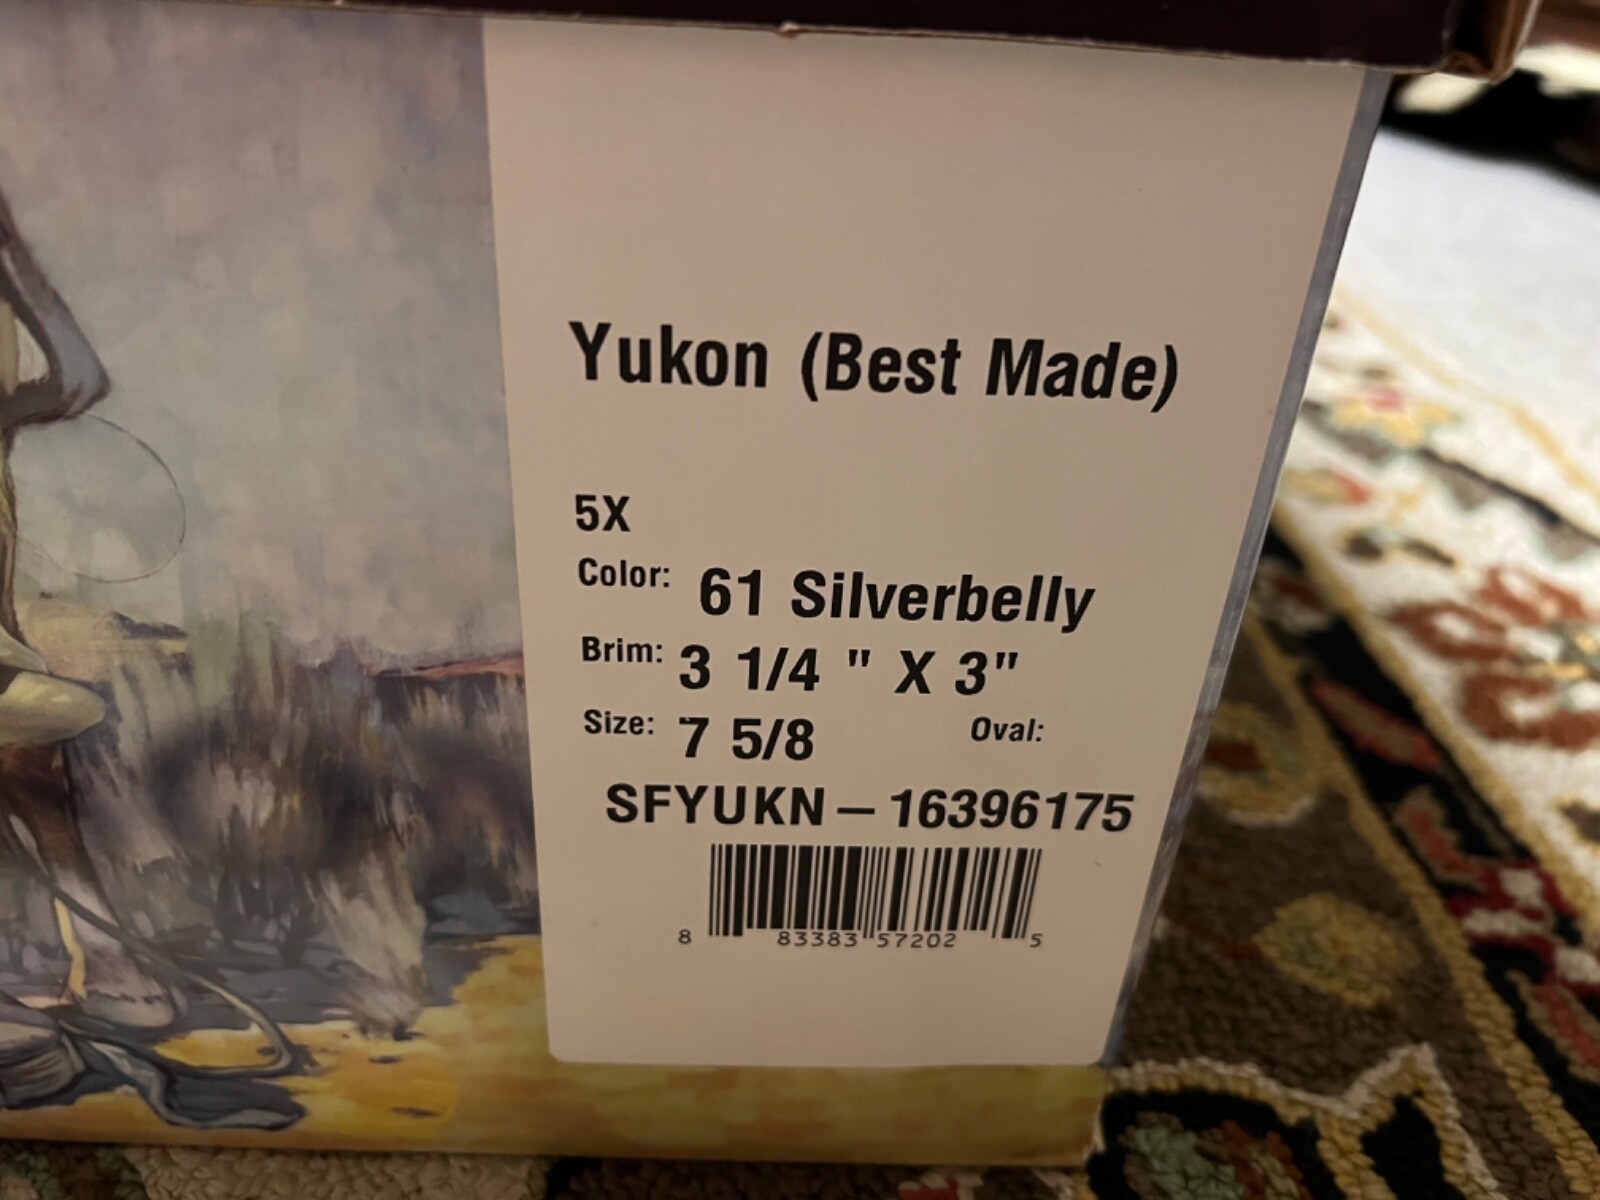 Yukon (Best Made)
5X
Color: 61 Silverbelly
Brim: 3 1/4 " X 3"
Size: 7 5/8 Oval:
SFYUKN – 16396175
8 83383 57202 5